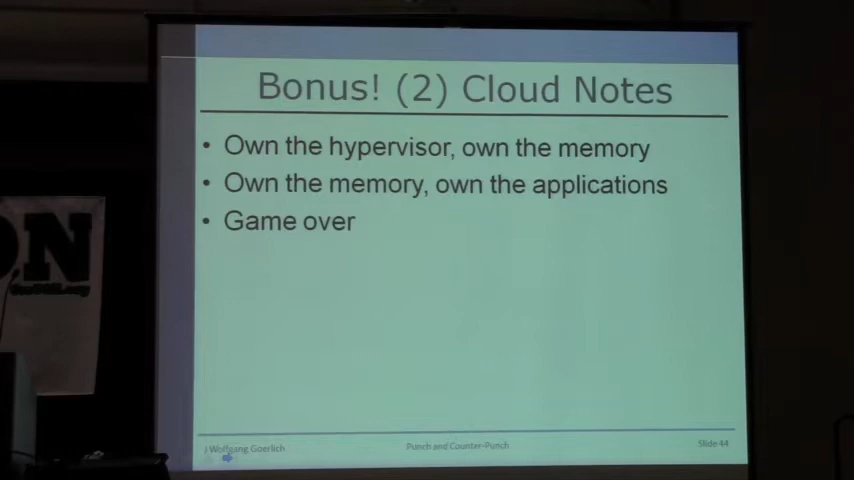 Bonus! (2) Cloud Notes
• Own the hypervisor, own the memory
• Own the memory, own the applications
• Game over
J Wolfgang Goerlich
Punch and Counter-Punch
Slide 44
ON